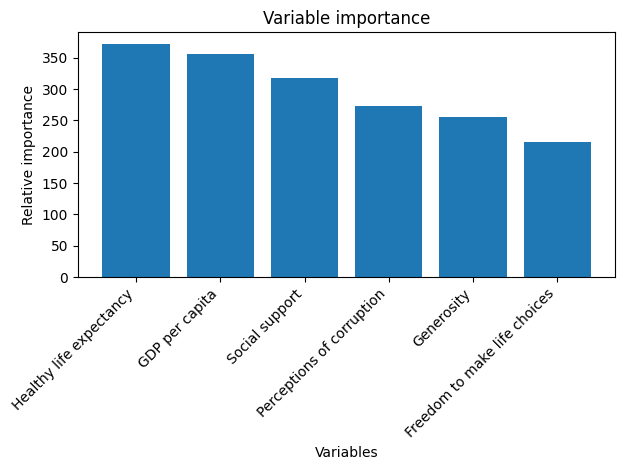 Variable importance
Relative importance
350
300
250
200
150
100
50
0
Healthy life expectancy
GDP per capita
Social support
Perceptions of corruption
Generosity
Freedom to make life choices
Variables